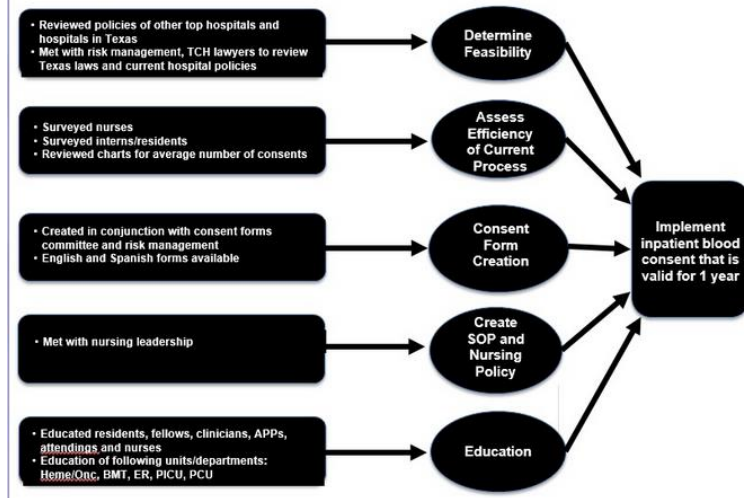 • Reviewed policies of other top hospitals and
hospitals in Texas
• Met with risk management, TCH lawyers to review
Texas laws and current hospital policies
Determine
Feasibility
• Surveyed nurses
• Surveyed interns/residents
• Reviewed charts for average number of consents
Assess
Efficiency
of Current
Process
• Created in conjunction with consent forms
committee and risk management
• English and Spanish forms available
Consent
Form
Creation
Implement
inpatient blood
consent that is
valid for 1 year
• Met with nursing leadership
Create
SOP and
Nursing
Policy
• Educated residents, fellows, clinicians, APPs,
attendings and nurses
• Education of following units/departments:
Heme/Onc, BMT, ER, PICU, PCU
Education